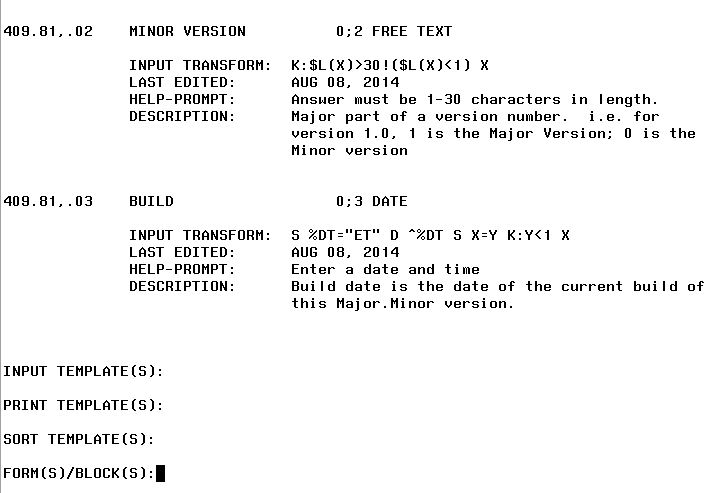 409.81,.02 MINOR VERSION 0;2 FREE TEXT
INPUT TRANSFORM: K:$L(X)>30!($L(X)<1) X
LAST EDITED: AUG 08, 2014
HELP-PROMPT: Answer must be 1-30 characters in length.
DESCRIPTION: Major part of a version number. i.e. for
version 1.0, 1 is the Major Version; 0 is the
Minor version
409.81,.03 BUILD 0;3 DATE
INPUT TRANSFORM: S %DT="ET" D ^%DT S X=Y K:Y<1 X
LAST EDITED: AUG 08, 2014
HELP-PROMPT: Enter a date and time
DESCRIPTION: Build date is the date of the current build of
this Major.Minor version.
INPUT TEMPLATE(S):
PRINT TEMPLATE(S):
SORT TEMPLATE(S):
FORM(S)/BLOCK(S):